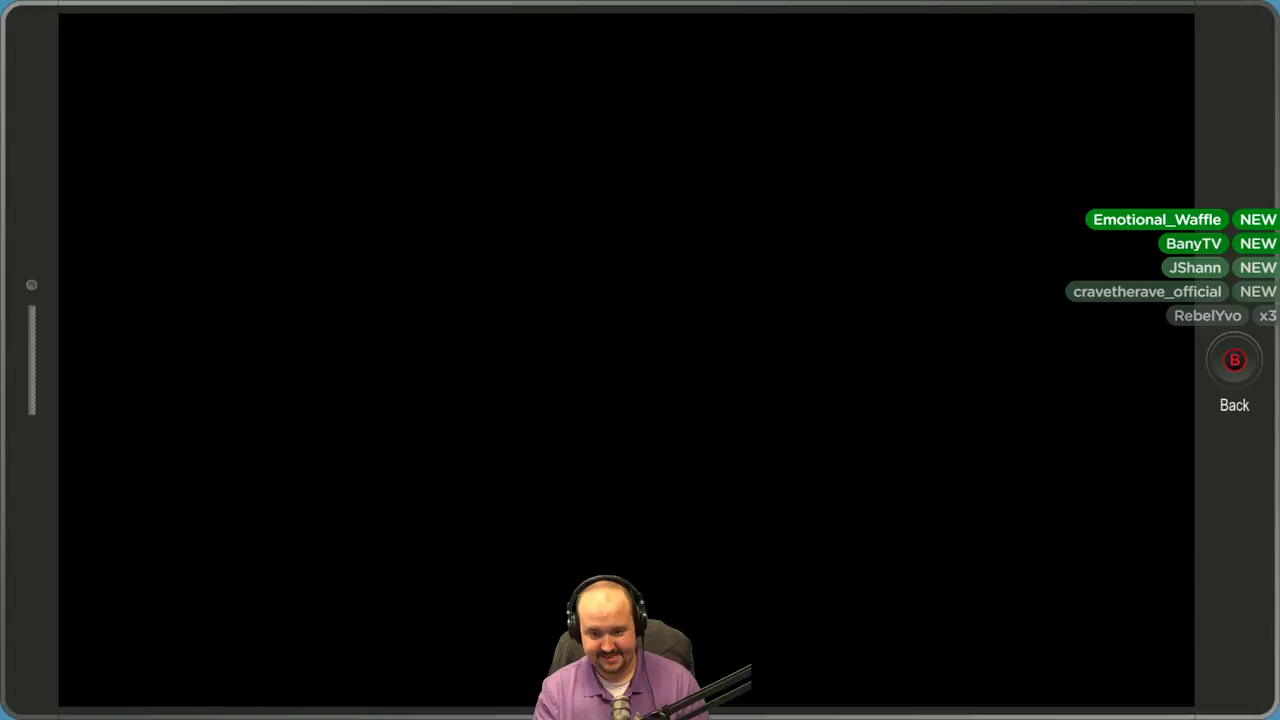 Emotional_Waffle NEW
BanyTV NEW
JShann NEW
cravetherave_official NEW
RebelYvo x3
B
Back